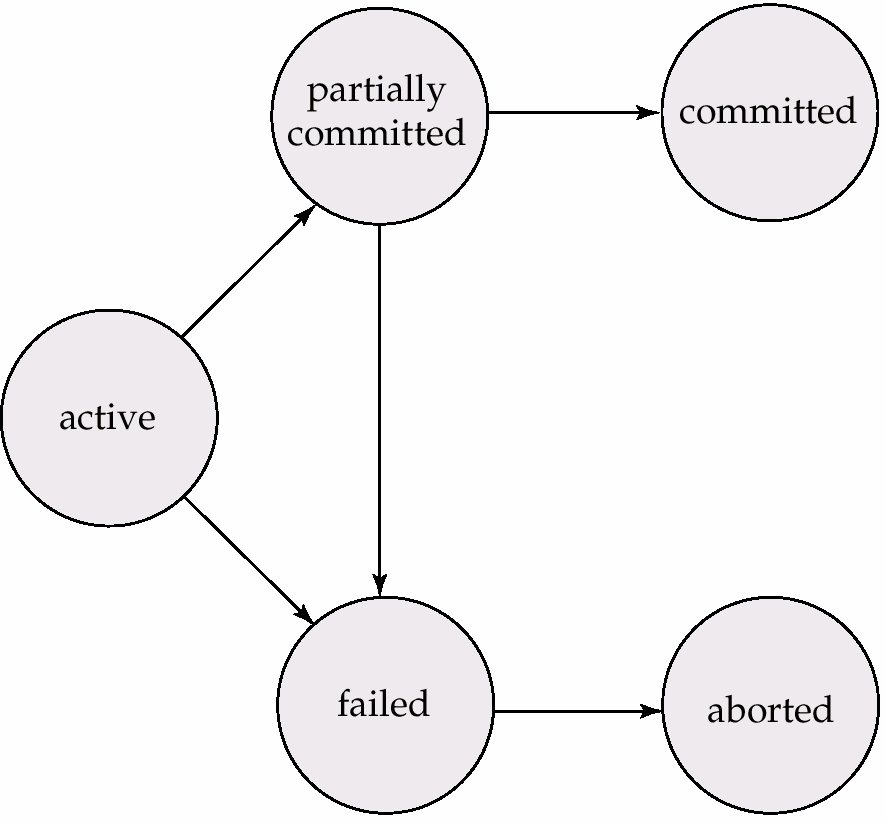 partially
committed
committed
active
failed
aborted